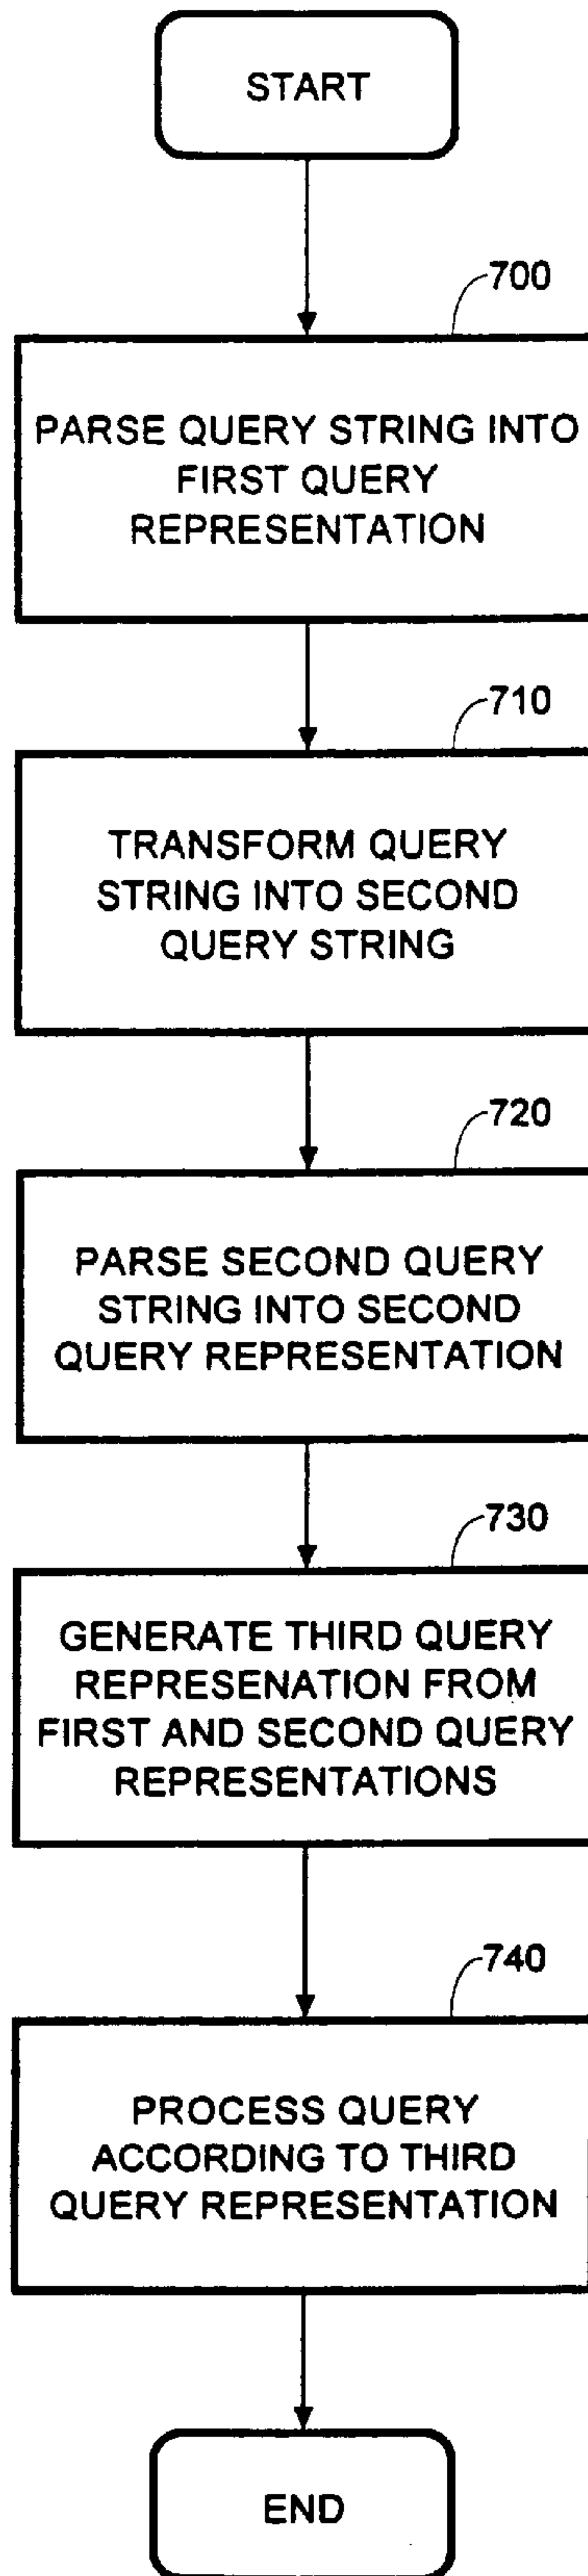 START
700
PARSE QUERY STRING INTO
FIRST QUERY
REPRESENTATION
710
TRANSFORM QUERY
STRING INTO SECOND
QUERY STRING
720
PARSE SECOND QUERY
STRING INTO SECOND
QUERY REPRESENTATION
730
GENERATE THIRD QUERY
REPRESENATION FROM
FIRST AND SECOND QUERY
REPRESENTATIONS
740
PROCESS QUERY
ACCORDING TO THIRD
QUERY REPRESENTATION
END